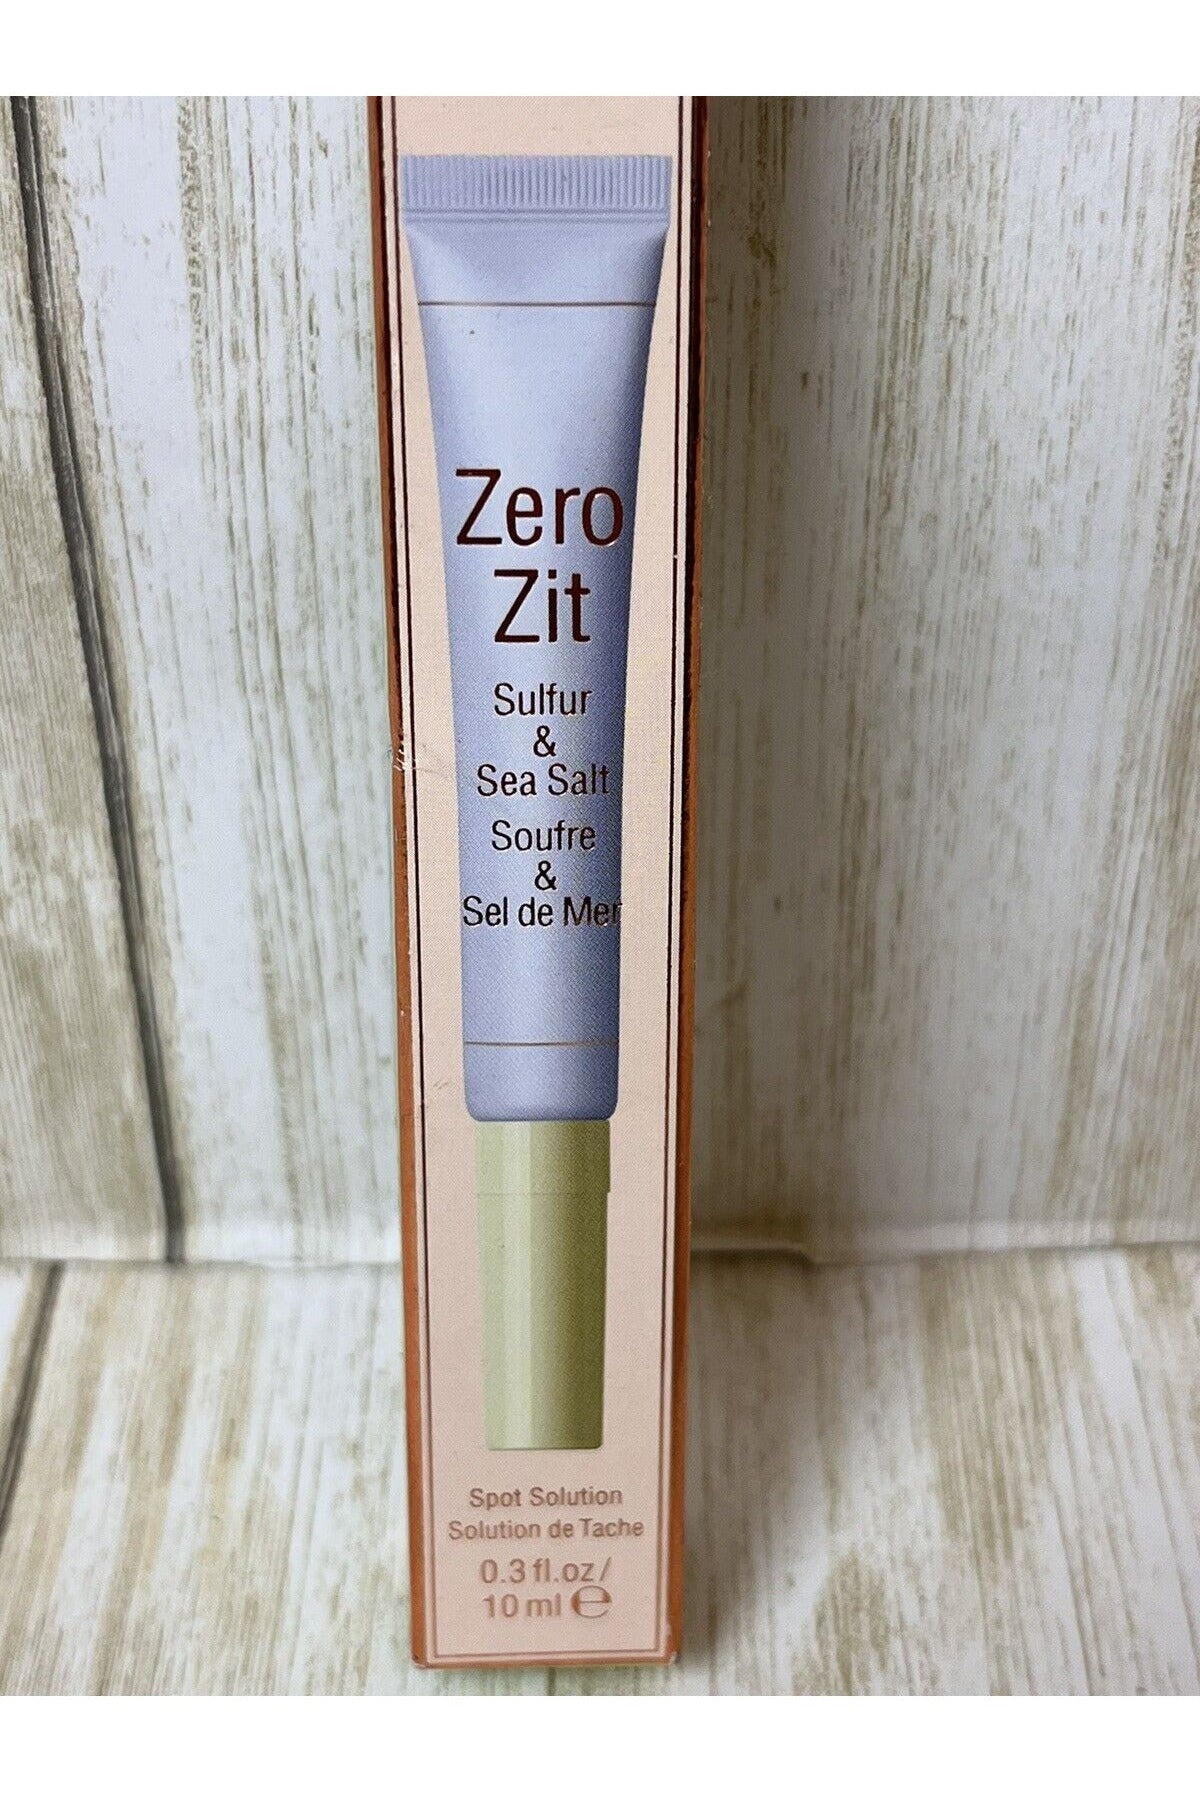 Zero
Zit
Sulfur
&
Sea Salt
Soufre
&
Sel de Mer
Spot Solution
Solution de Tache
0.3 fl.oz/
10 ml ℮